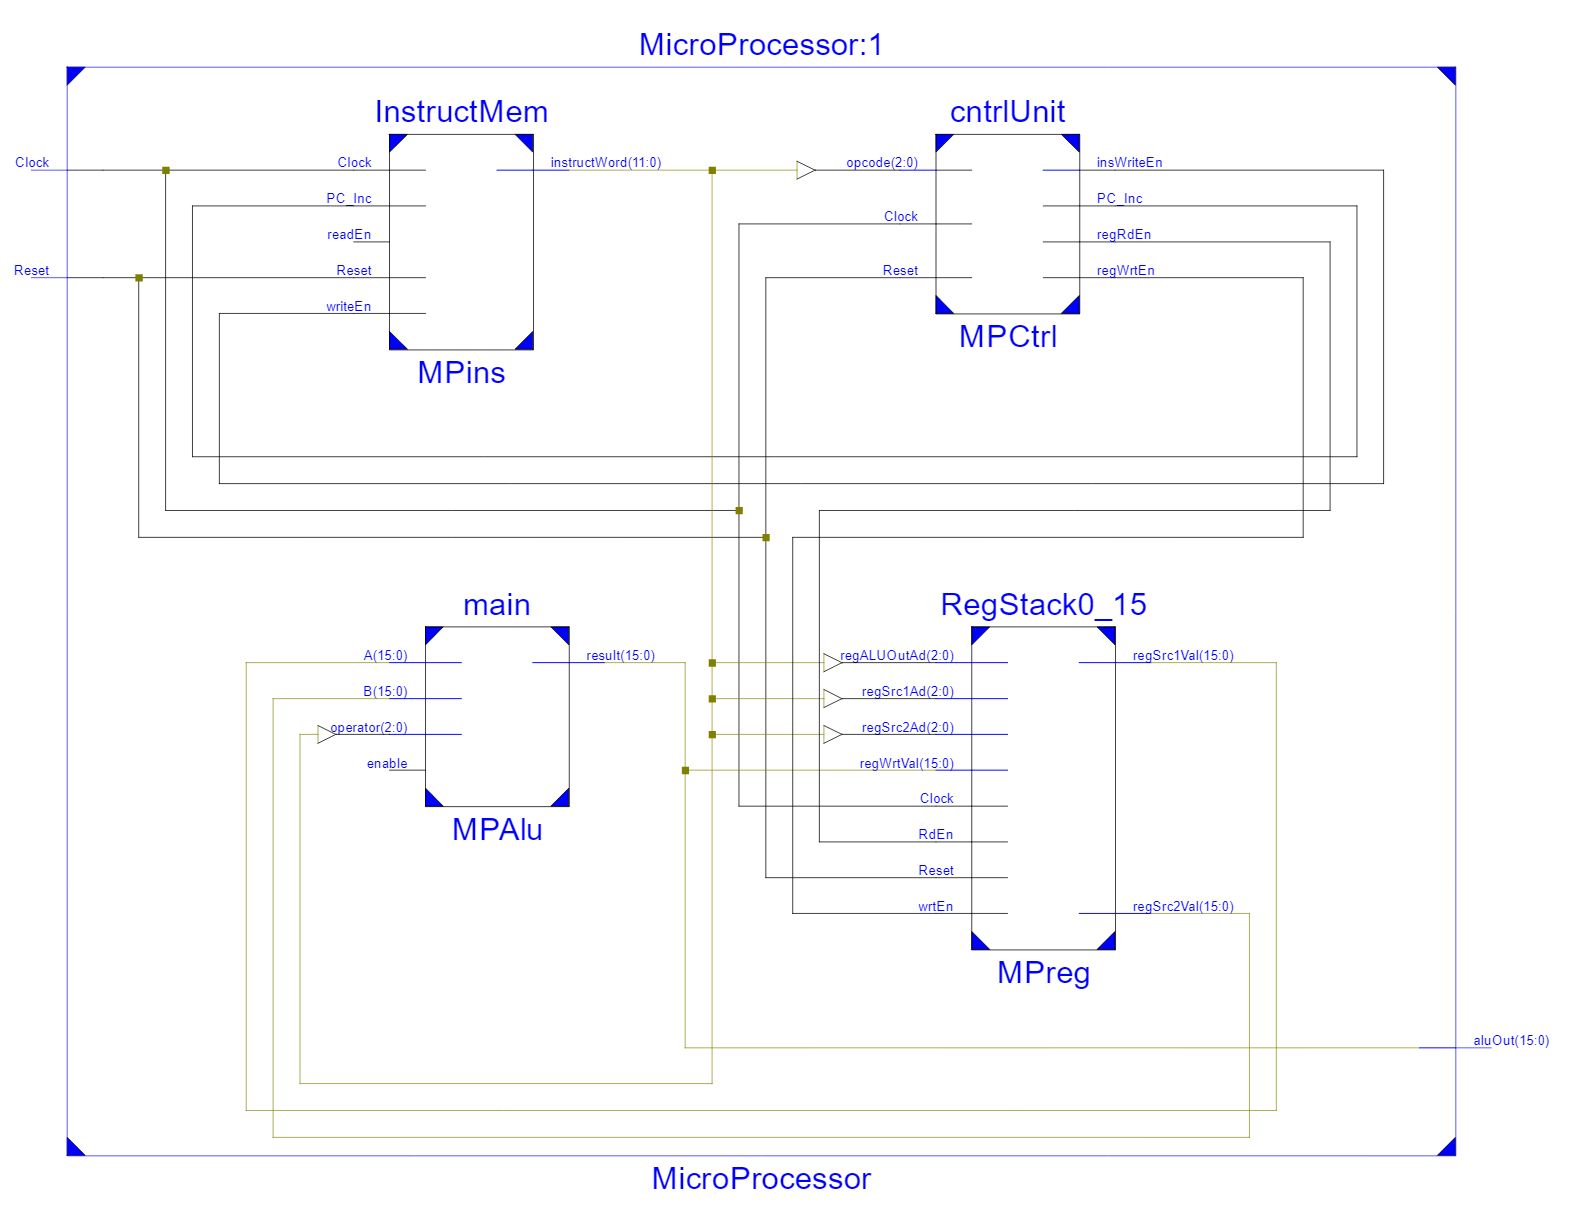 MicroProcessor:1
InstructMem
cntrlUnit
Clock
Clock
instructWord(11:0)
opcode(2:0)
insWriteEn
PC_Inc
PC_Inc
Clock
readEn
regRdEn
Reset
Reset
Reset
regWrtEn
writeEn
MPCtrl
MPins
main
RegStack0_15
A(15:0)
result(15:0)
regALUOutAd(2:0)
regSrc1Val(15:0)
B(15:0)
regSrc1Ad(2:0)
operator(2:0)
regSrc2Ad(2:0)
enable
regWrtVal(15:0)
Clock
MPAlu
RdEn
Reset
wrtEn
regSrc2Val(15:0)
MPreg
aluOut(15:0)
MicroProcessor